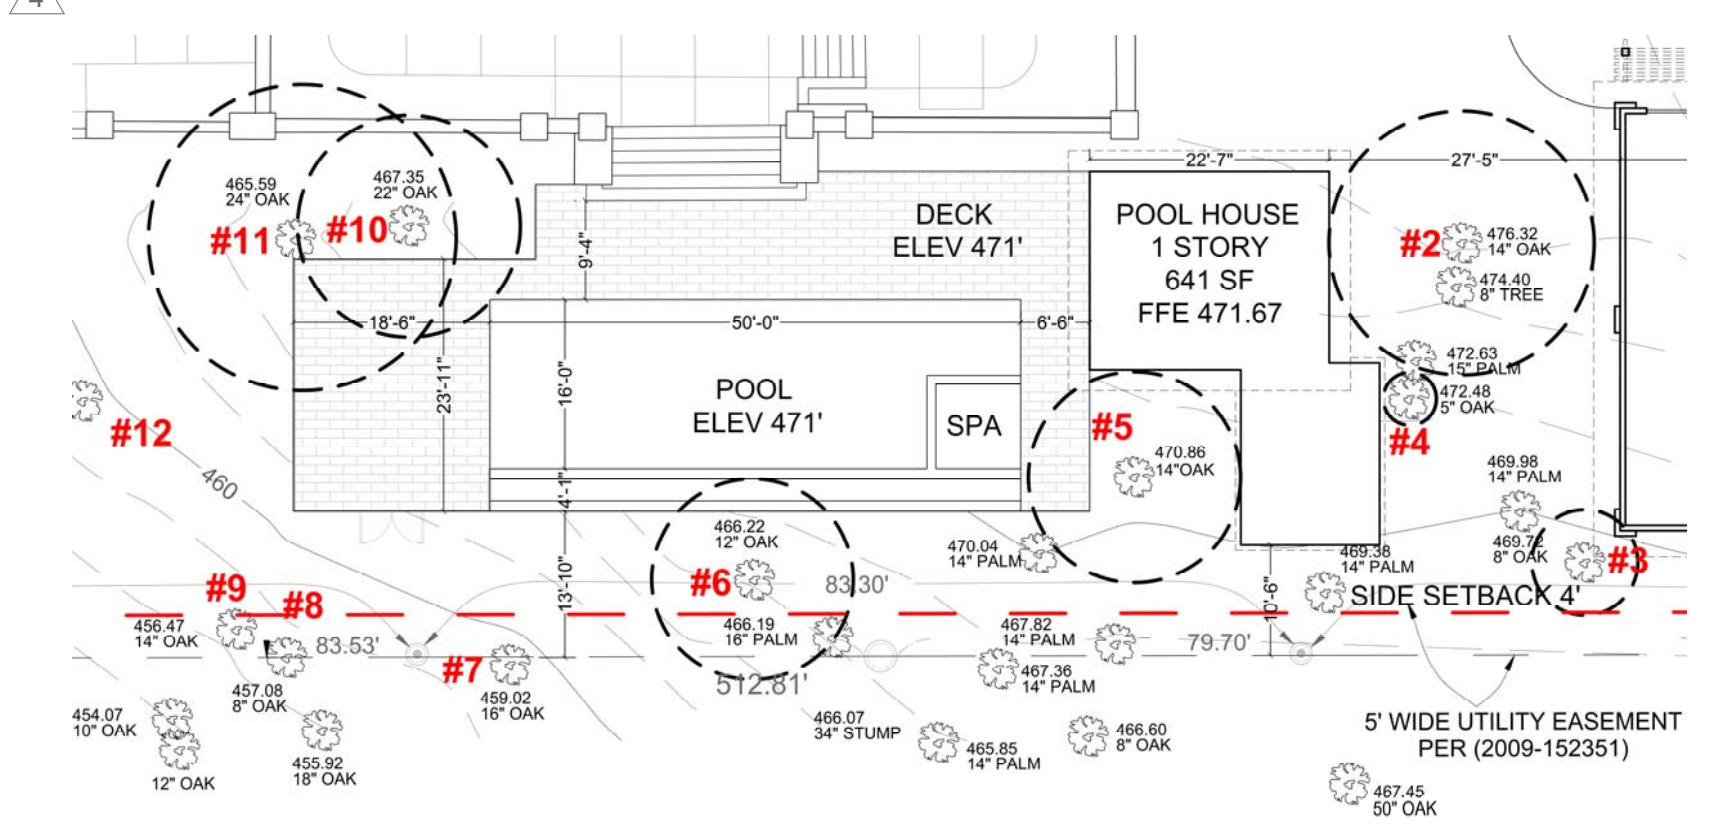 4
22'-7"
27'-5"
465.59
24" OAK
467.35
22" OAK
#11
#10
9'-4"
DECK
ELEV 471'
POOL HOUSE
1 STORY
641 SF
FFE 471.67
#2
476.32
14" OAK
474.40
8" TREE
18'-6"
50'-0"
6'-6"
472.63
15" PALM
472.48
5" OAK
#4
23'-11"
16'-0"
POOL
ELEV 471'
SPA
#5
470.86
14"OAK
#12
460
4'-1"
469.98
14" PALM
466.22
12" OAK
470.04
14" PALM
469.72
8" OAK
469.38
14" PALM
#3
#9
#8
13'-10"
#6
83.30'
10'-6"
SIDE SETBACK 4'
456.47
14" OAK
83.53'
466.19
16" PALM
467.82
14" PALM
79.70'
#7
457.08
8" OAK
459.02
16" OAK
512.81'
467.36
14" PALM
454.07
10" OAK
466.07
34" STUMP
466.60
8" OAK
5' WIDE UTILITY EASEMENT
PER (2009-152351)
12" OAK
455.92
18" OAK
465.85
14" PALM
467.45
50" OAK